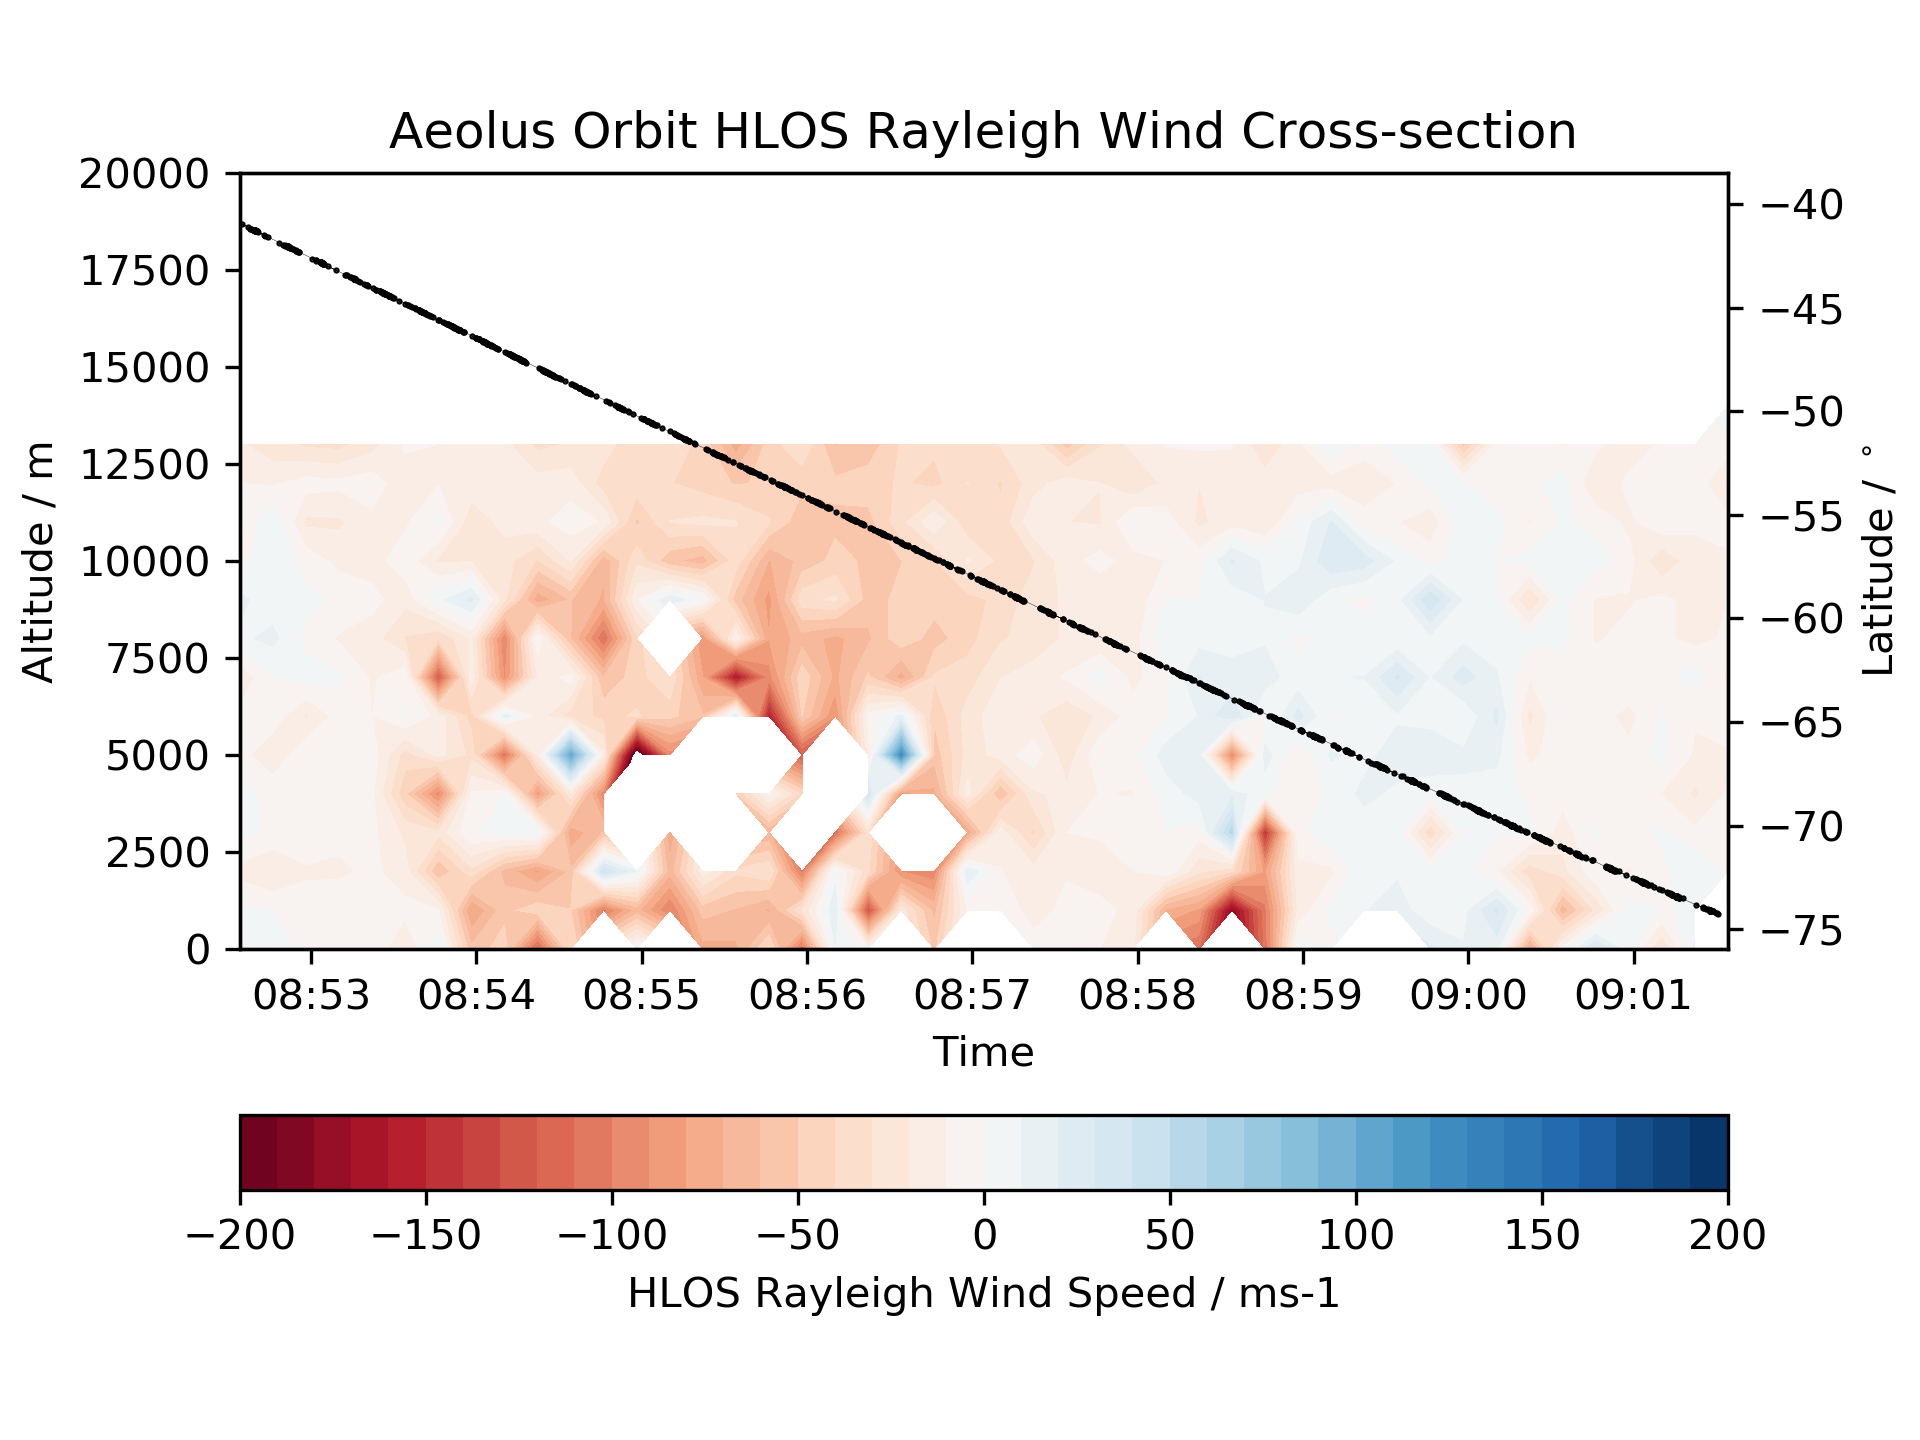 Aeolus Orbit HLOS Rayleigh Wind Cross-section
20000
17500
15000
12500
10000
7500
5000
2500
0
Altitude / m
−40
−45
−50
−55
−60
−65
−70
−75
Latitude / °
08:53 08:54 08:55 08:56 08:57 08:58 08:59 09:00 09:01
Time
−200 −150 −100 −50 0 50 100 150 200
HLOS Rayleigh Wind Speed / ms-1